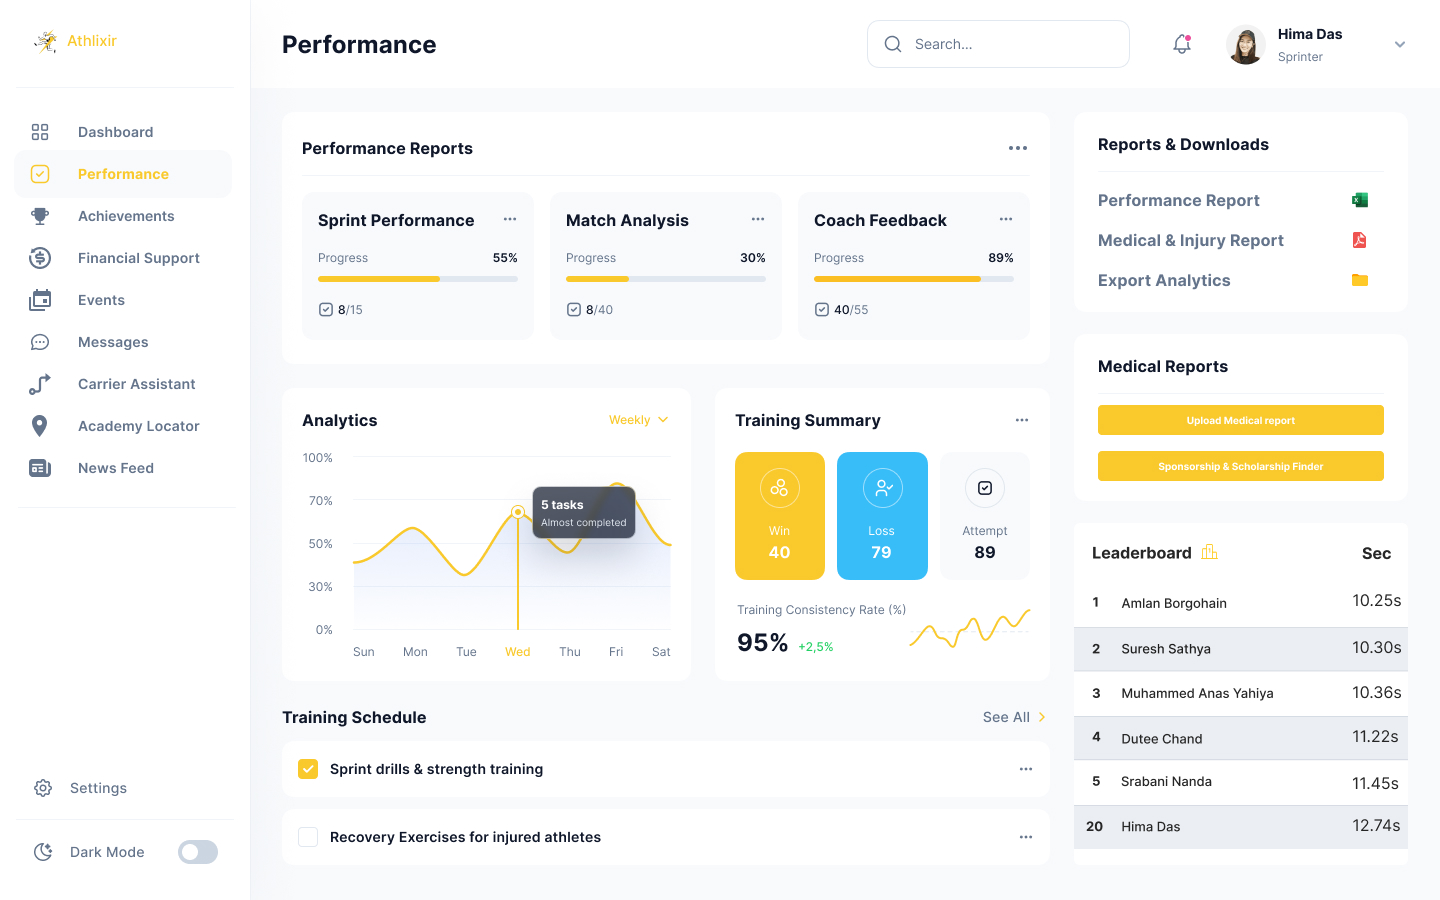 Athlixir
Dashboard
Performance
Achievements
Financial Support
Events
Messages
Carrier Assistant
Academy Locator
News Feed
Settings
Dark Mode
Performance
Search...
Hima Das
Sprinter
Performance Reports
Sprint Performance
Progress 55%
8/15
Match Analysis
Progress 30%
8/40
Coach Feedback
Progress 89%
40/55
Analytics
Weekly
100%
70%
50%
30%
0%
5 tasks
Almost completed
Sun Mon Tue Wed Thu Fri Sat
Training Summary
Win
40
Loss
79
Attempt
89
Training Consistency Rate (%)
95% +2,5%
Training Schedule
See All
Sprint drills & strength training
Recovery Exercises for injured athletes
Reports & Downloads
Performance Report
Medical & Injury Report
Export Analytics
Medical Reports
Upload Medical report
Sponsorship & Scholarship Finder
Leaderboard Sec
1 Amlan Borgohain 10.25s
2 Suresh Sathya 10.30s
3 Muhammed Anas Yahiya 10.36s
4 Dutee Chand 11.22s
5 Srabani Nanda 11.45s
20 Hima Das 12.74s